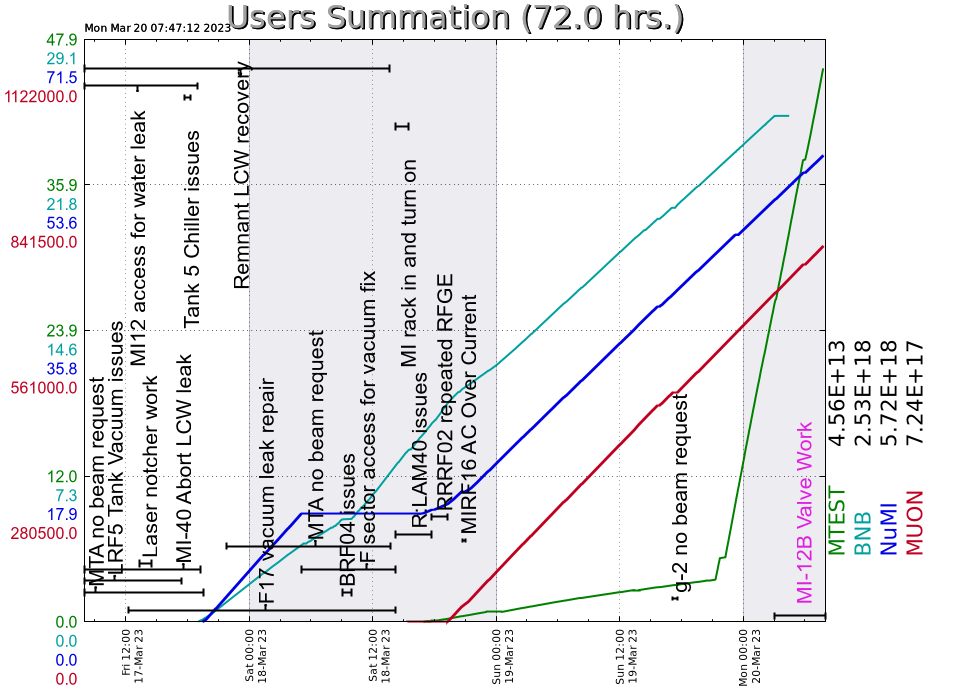 Users Summation (72.0 hrs.)
Mon Mar 20 07:47:12 2023
47.9
29.1
71.5
1122000.0
35.9
21.8
53.6
841500.0
23.9
14.6
35.8
561000.0
12.0
7.3
17.9
280500.0
0.0
0.0
0.0
0.0
MTA no beam request
LRF5 Tank Vacuum issues
MI12 access for water leak
Laser notcher work
MI-40 Abort LCW leak
Tank 5 Chiller issues
Remnant LCW recovery
F17 vacuum leak repair
MTA no beam request
BRF04 issues
F sector access for vacuum fix
MI rack in and turn on
R:LAM40 issues
RRF02 repeated RFGE
MIRF16 AC Over Current
g-2 no beam request
MI-12B Valve Work
MTEST 4.56E+13
BNB 2.53E+18
NuMI 5.72E+18
MUON 7.24E+17
Fri 12:00
17-Mar 23
Sat 00:00
18-Mar 23
Sat 12:00
18-Mar 23
Sun 00:00
19-Mar 23
Sun 12:00
19-Mar 23
Mon 00:00
20-Mar 23